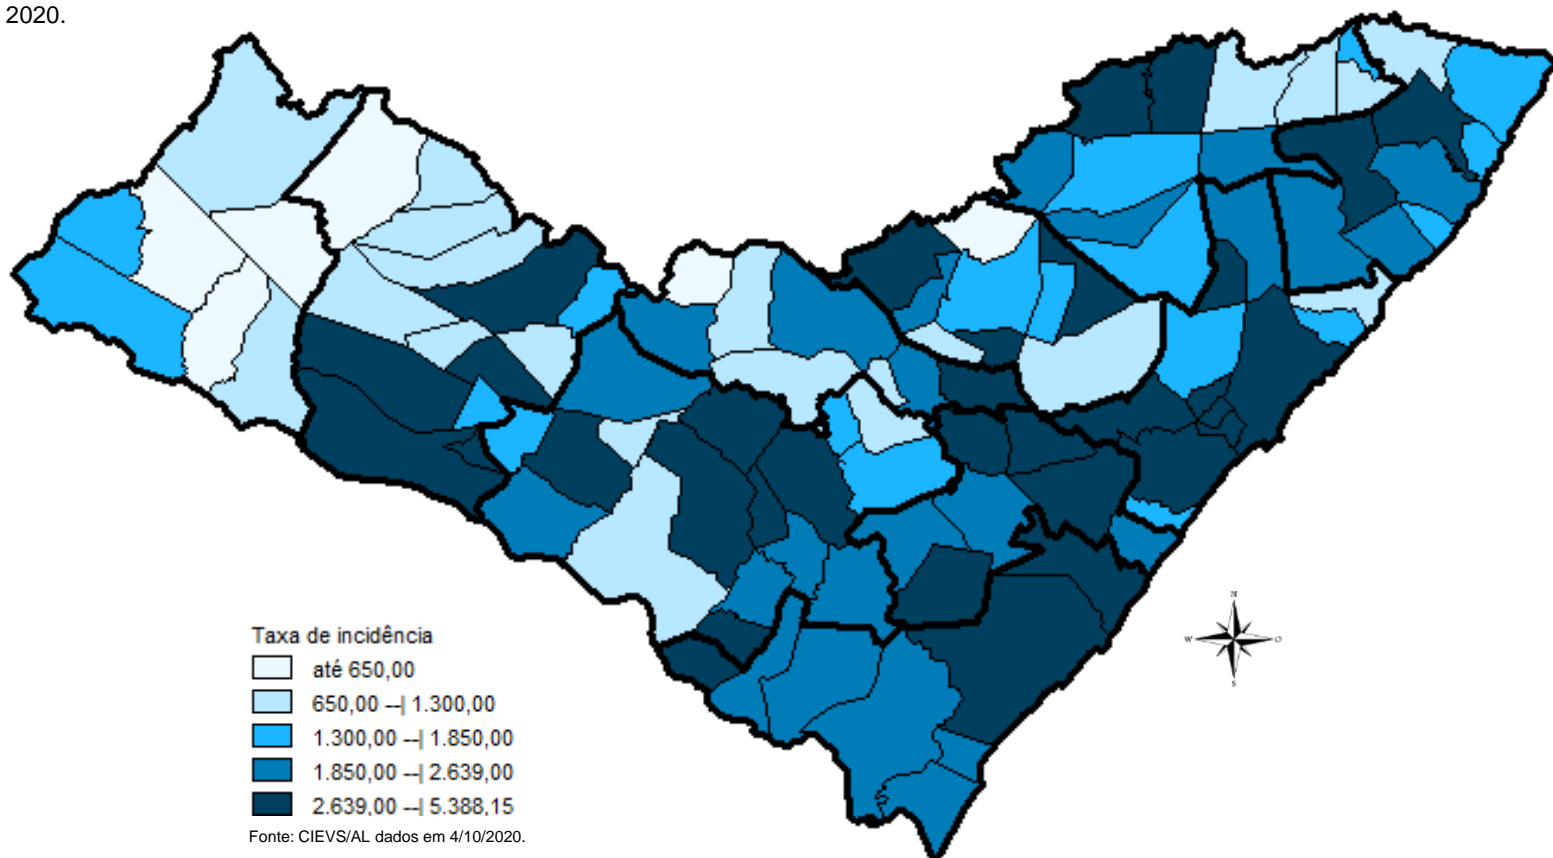 2020.
Taxa de incidência
até 650,00
650,00 --| 1.300,00
1.300,00 --| 1.850,00
1.850,00 --| 2.639,00
2.639,00 --| 5.388,15
Fonte: CIEVS/AL dados em 4/10/2020.
N
W
O
S